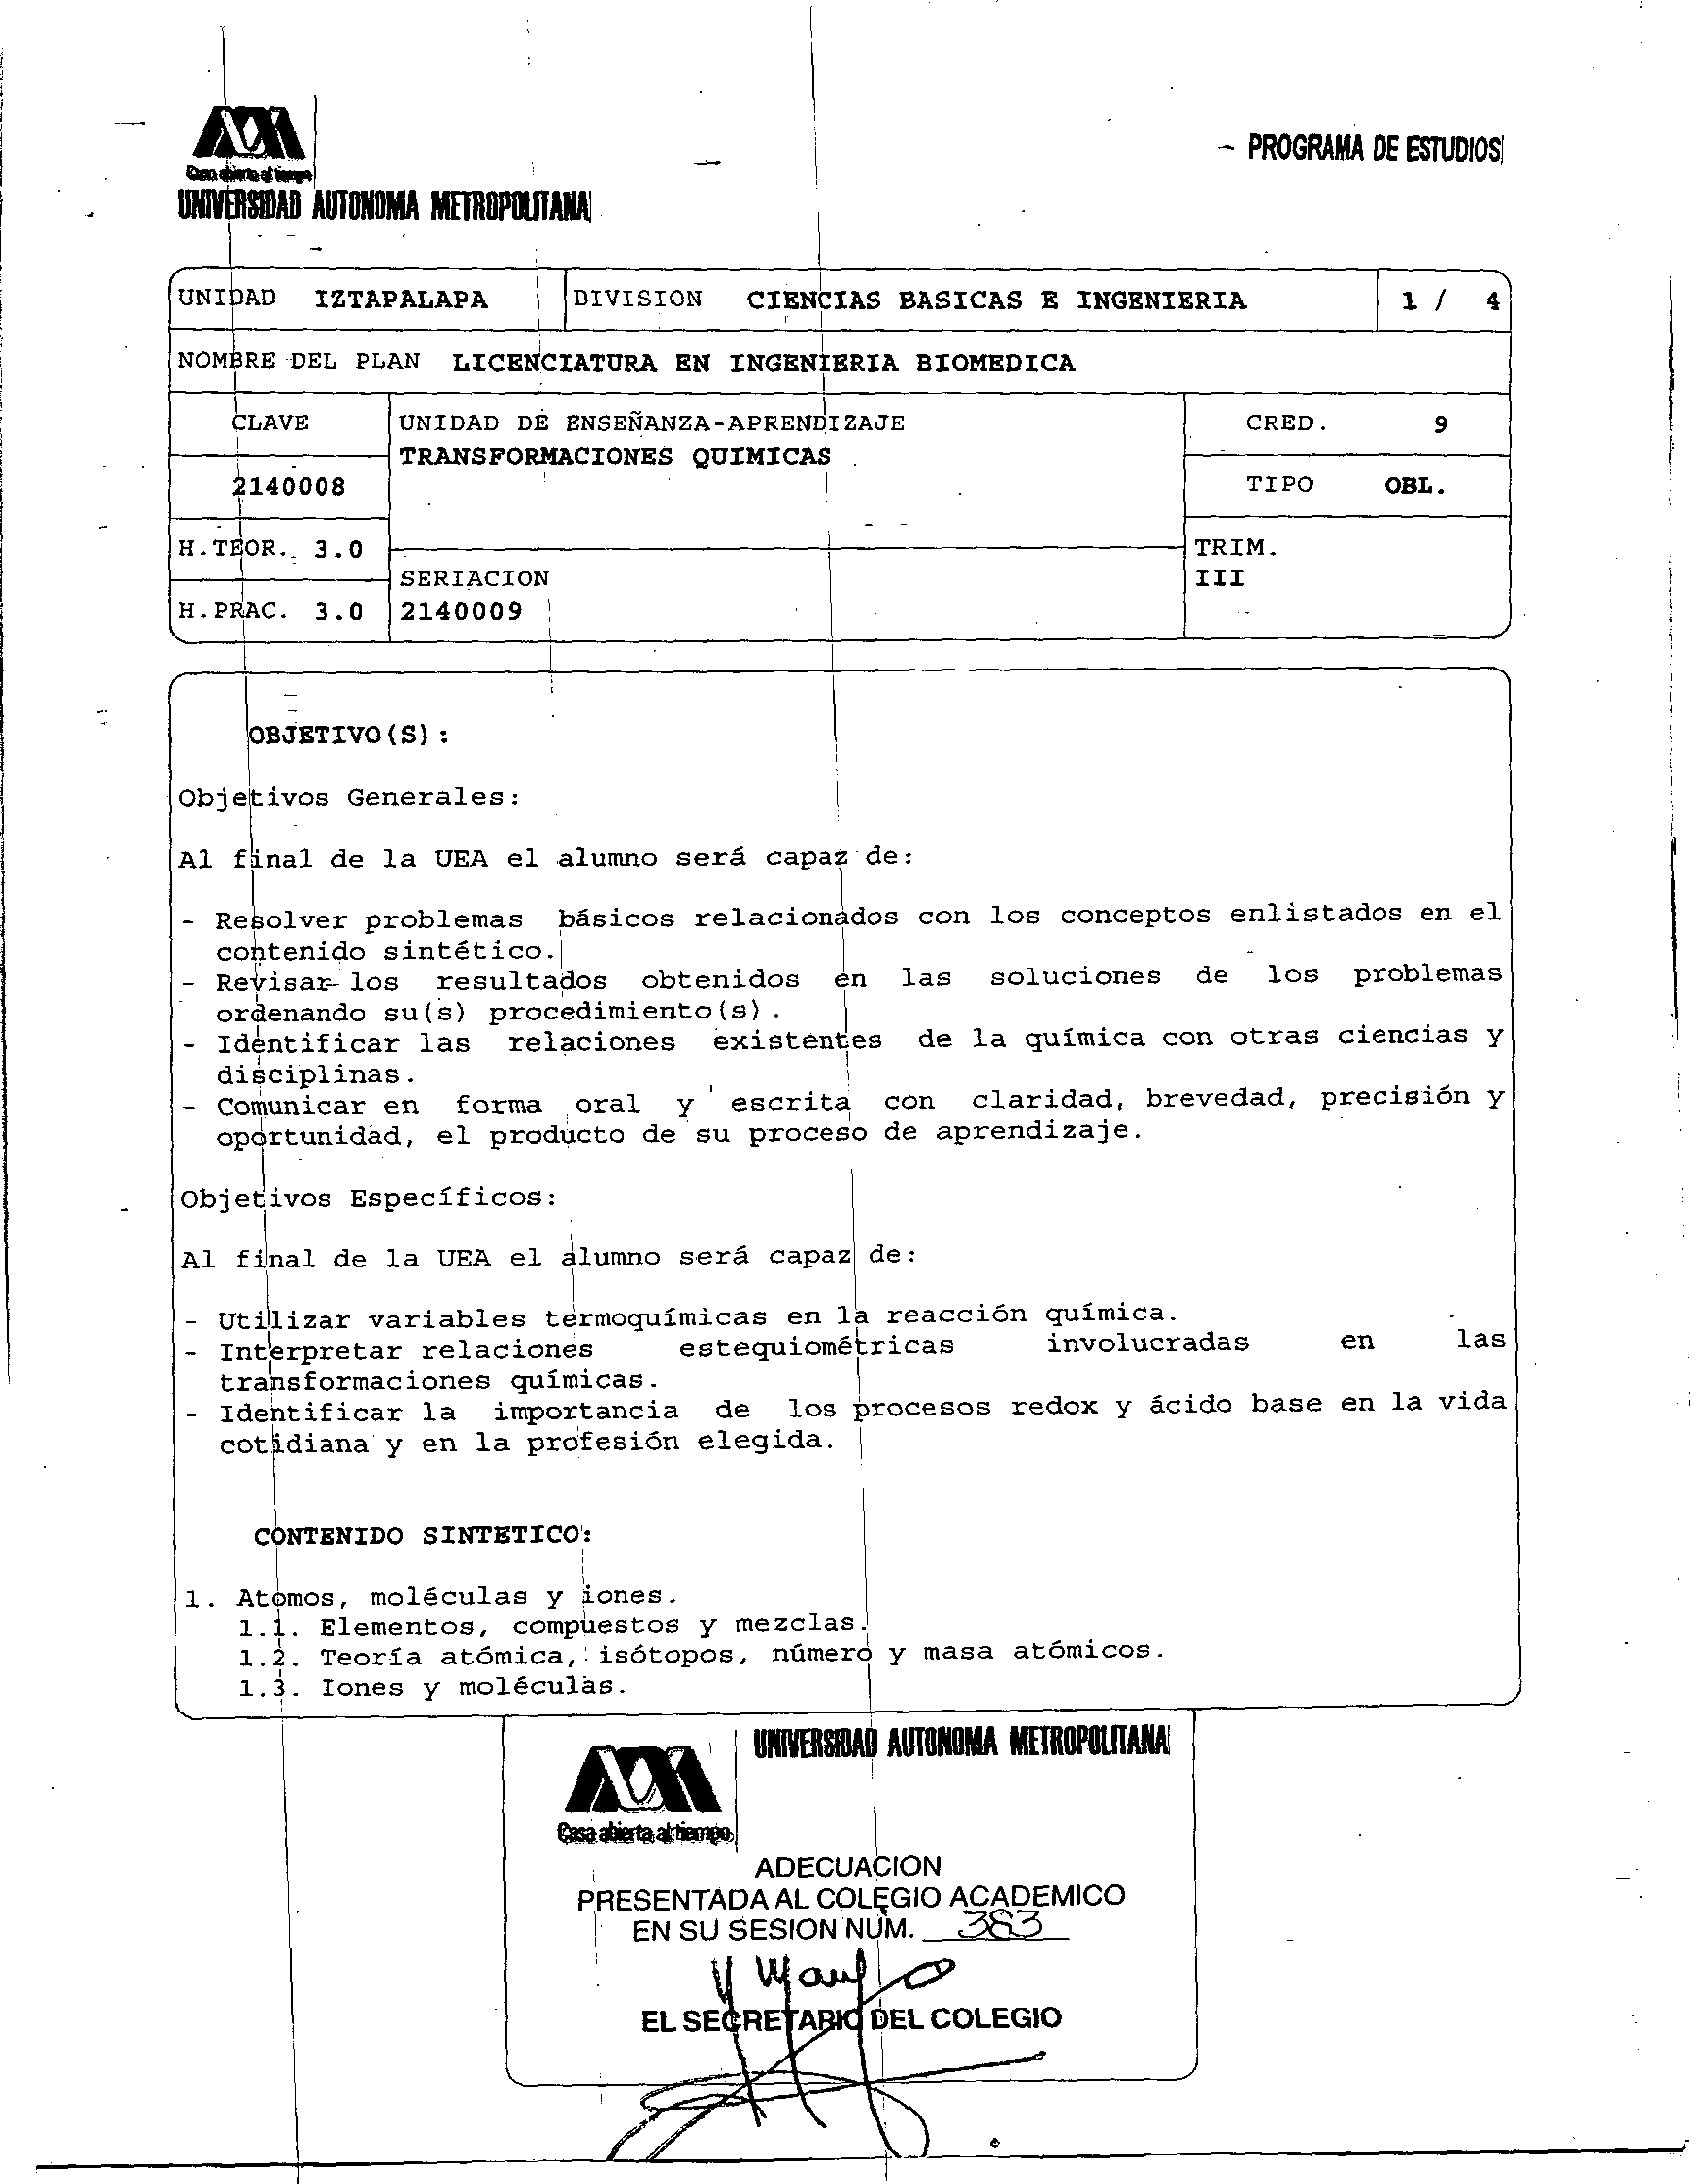 Casa abierta al tiempo
UNIVERSIDAD AUTONOMA METROPOLITANA
PROGRAMA DE ESTUDIOS
UNIDAD IZTAPALAPA DIVISION CIENCIAS BASICAS E INGENIERIA 1 / 4
NOMBRE DEL PLAN LICENCIATURA EN INGENIERIA BIOMEDICA
CLAVE
2140008
UNIDAD DE ENSEÑANZA-APRENDIZAJE
TRANSFORMACIONES QUIMICAS
CRED. 9
TIPO OBL.
H.TEOR. 3.0
H.PRAC. 3.0
SERIACION
2140009
TRIM.
III
OBJETIVO(S):
Objetivos Generales:
Al final de la UEA el alumno será capaz de:
- Resolver problemas básicos relacionados con los conceptos enlistados en el
contenido sintético.
- Revisar los resultados obtenidos en las soluciones de los problemas
ordenando su(s) procedimiento(s).
- Identificar las relaciones existentes de la química con otras ciencias y
disciplinas.
- Comunicar en forma oral y escrita con claridad, brevedad, precisión y
oportunidad, el producto de su proceso de aprendizaje.
Objetivos Específicos:
Al final de la UEA el alumno será capaz de:
- Utilizar variables termoquímicas en la reacción química.
- Interpretar relaciones estequiométricas involucradas en las
transformaciones químicas.
- Identificar la importancia de los procesos redox y ácido base en la vida
cotidiana y en la profesión elegida.
CONTENIDO SINTETICO:
1. Atomos, moléculas y iones.
1.1. Elementos, compuestos y mezclas.
1.2. Teoría atómica, isótopos, número y masa atómicos.
1.3. Iones y moléculas.
UNIVERSIDAD AUTONOMA METROPOLITANA
Casa abierta al tiempo
ADECUACION
PRESENTADA AL COLEGIO ACADEMICO
EN SU SESION NUM. 383
EL SECRETARIO DEL COLEGIO